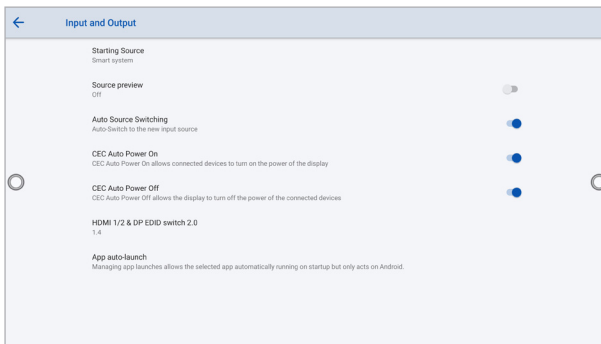 Input and Output
Starting Source
Smart system
Source preview
Off
Auto Source Switching
Auto-Switch to the new input source
CEC Auto Power On
CEC Auto Power On allows connected devices to turn on the power of the display
CEC Auto Power Off
CEC Auto Power Off allows the display to turn off the power of the connected devices
HDMI 1/2 & DP EDID switch 2.0
1.4
App auto-launch
Managing app launches allows the selected app automatically running on startup but only acts on Android.